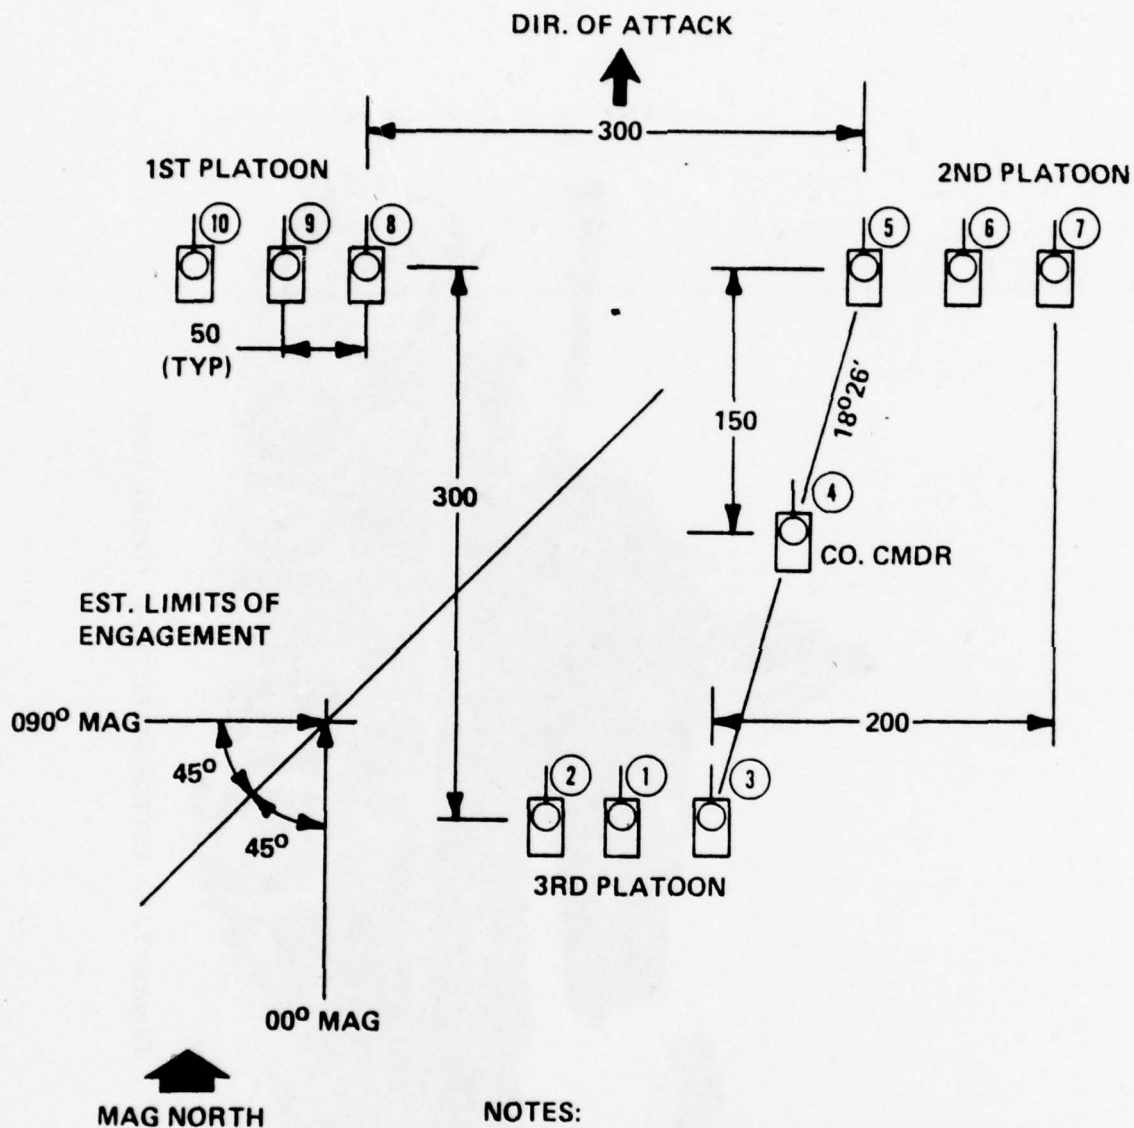 DIR. OF ATTACK
300
1ST PLATOON
2ND PLATOON
10
9
8
5
6
7
50
(TYP)
18°26'
150
300
4
CO. CMDR
EST. LIMITS OF
ENGAGEMENT
090° MAG
200
45°
45°
2
1
3
3RD PLATOON
00° MAG
MAG NORTH
NOTES: